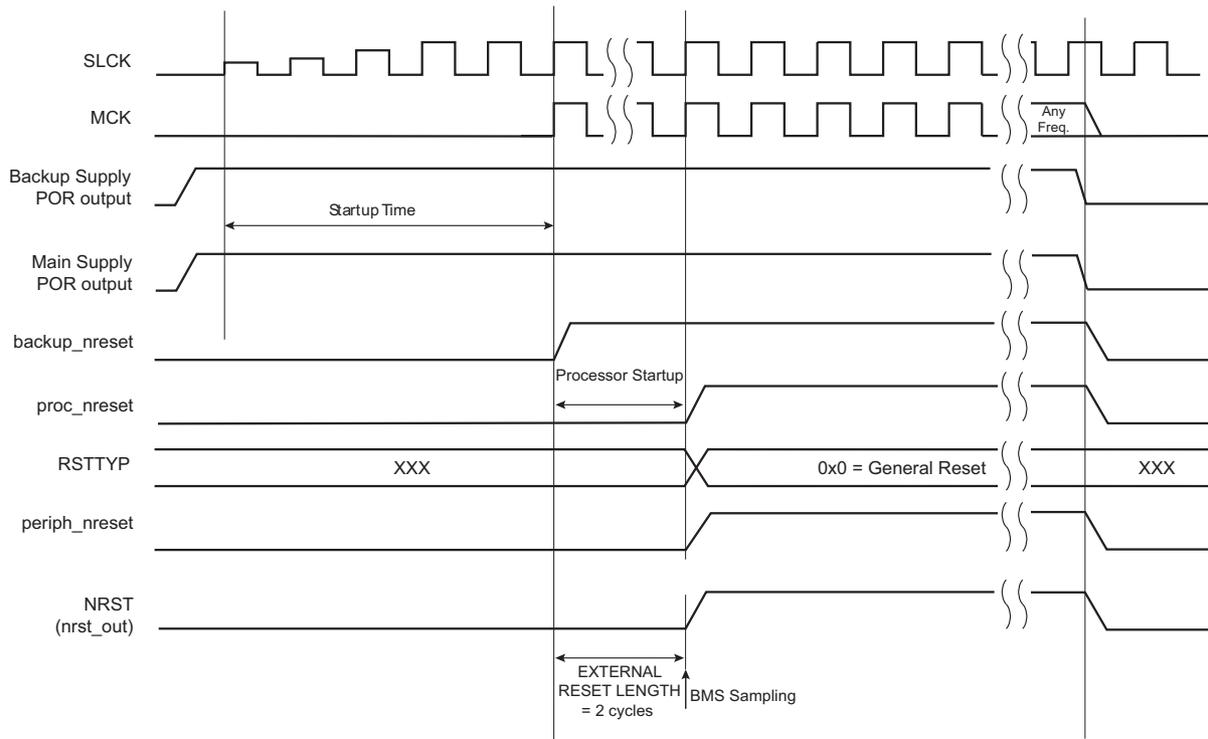 SLCK
MCK
Any
Freq.
Backup Supply
POR output
Startup Time
Main Supply
POR output
backup_nreset
Processor Startup
proc_nreset
RSTTYP
XXX
0x0 = General Reset
XXX
periph_nreset
NRST
(nrst_out)
EXTERNAL
RESET LENGTH
= 2 cycles
BMS Sampling